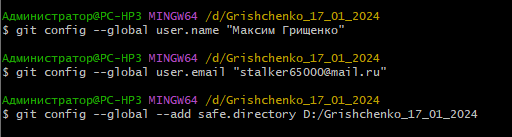 Администратор@PC-HP3 MINGW64 /d/Grishchenko_17_01_2024
$ git config --global user.name "Максим Грищенко"
Администратор@PC-HP3 MINGW64 /d/Grishchenko_17_01_2024
$ git config --global user.email "stalker65000@mail.ru"
Администратор@PC-HP3 MINGW64 /d/Grishchenko_17_01_2024
$ git config --global --add safe.directory D:/Grishchenko_17_01_2024